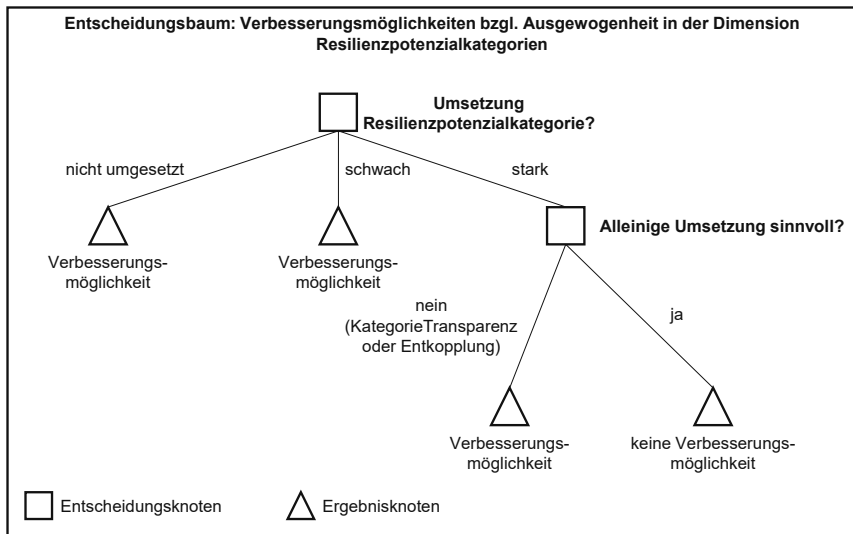 Entscheidungsbaum: Verbesserungsmöglichkeiten bzgl. Ausgewogenheit in der Dimension
Resilienzpotenzialkategorien
Umsetzung
Resilienzpotenzialkategorie?
nicht umgesetzt
schwach
stark
Alleinige Umsetzung sinnvoll?
Verbesserungs-
möglichkeit
Verbesserungs-
möglichkeit
nein
(KategorieTransparenz
oder Entkopplung)
ja
Verbesserungs-
möglichkeit
keine Verbesserungs-
möglichkeit
Entscheidungsknoten
Ergebnisknoten